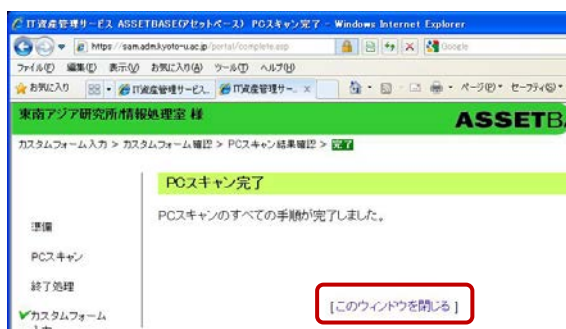 IT資産管理サービス ASSETBASE(アセットベース) PCスキャン完了 - Windows Internet Explorer
https://sam.adm.kyoto-u.ac.jp/portal/complete.asp
Google
ファイル(F) 編集(E) 表示(V) お気に入り(A) ツール(T) ヘルプ(H)
お気に入り IT資産管理サービ... IT資産管理サー... ページ(P) セーフティ(S)
東南アジア研究所/情報処理室 様
ASSETBA
カスタムフォーム入力 > カスタムフォーム確認 > PCスキャン結果確認 > 完了
PCスキャン完了
PCスキャンのすべての手順が完了しました。
準備
PCスキャン
終了処理
カスタムフォーム
[このウィンドウを閉じる]